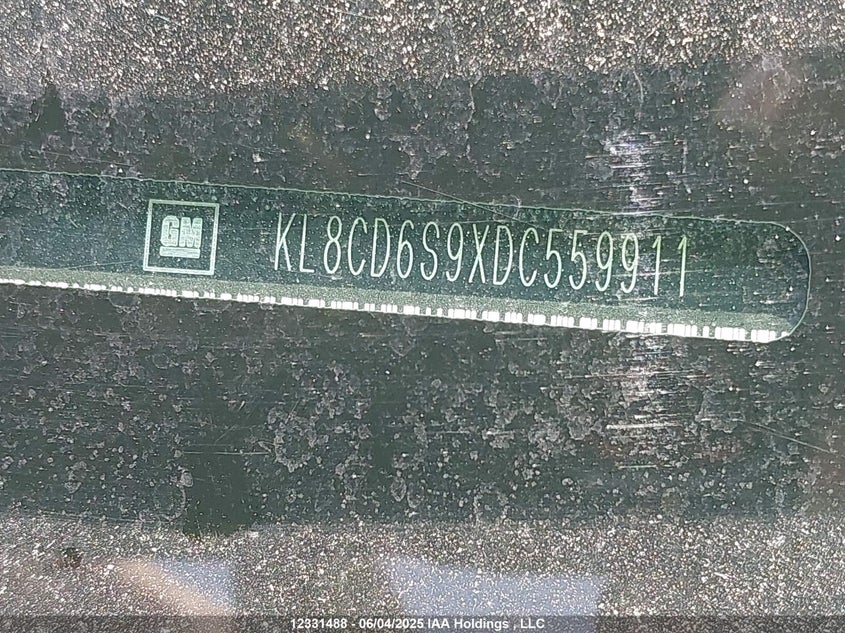 GM KL8CD6S9XDC559911
12331488 - 06/04/2025 IAA Holdings , LLC